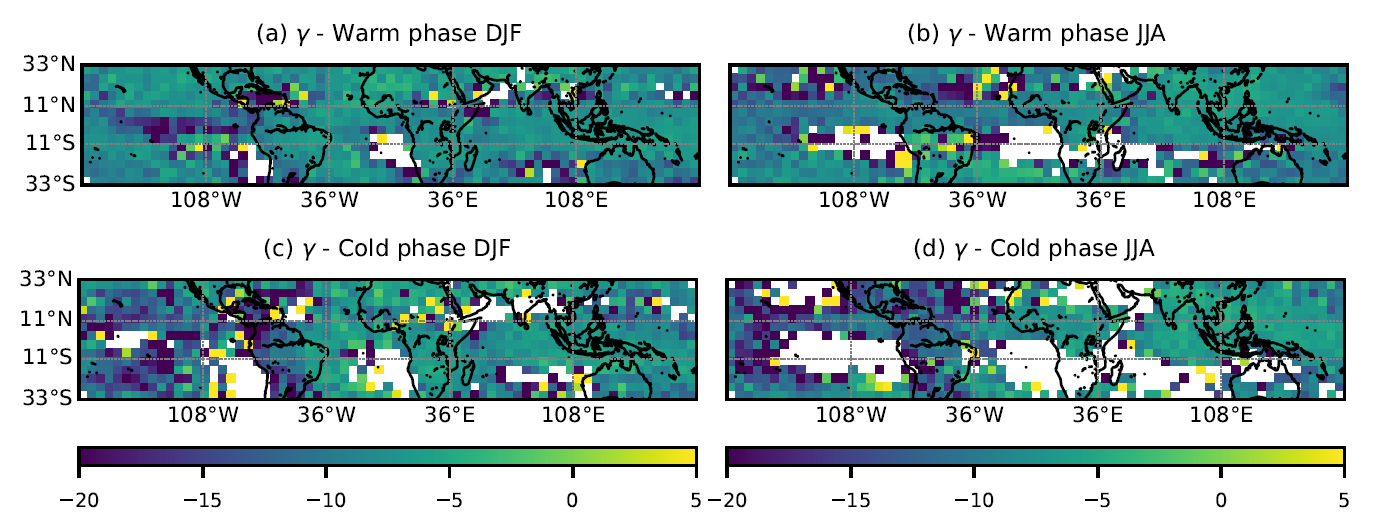 (a) γ - Warm phase DJF
(b) γ - Warm phase JJA
33°N
11°N
11°S
33°S
108°W 36°W 36°E 108°E
108°W 36°W 36°E 108°E
(c) γ - Cold phase DJF
(d) γ - Cold phase JJA
33°N
11°N
11°S
33°S
108°W 36°W 36°E 108°E
108°W 36°W 36°E 108°E
−20 −15 −10 −5 0 5
−20 −15 −10 −5 0 5